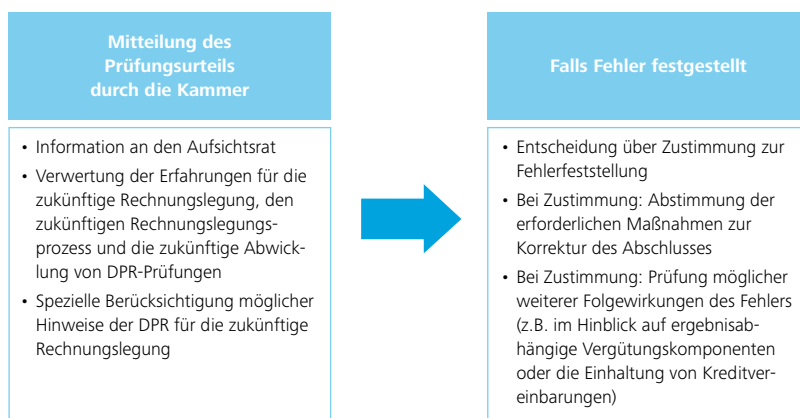 Mitteilung des
Prüfungsurteils
durch die Kammer
• Information an den Aufsichtsrat
• Verwertung der Erfahrungen für die
zukünftige Rechnungslegung, den
zukünftigen Rechnungslegungs-
prozess und die zukünftige Abwick-
lung von DPR-Prüfungen
• Spezielle Berücksichtigung möglicher
Hinweise der DPR für die zukünftige
Rechnungslegung
Falls Fehler festgestellt
• Entscheidung über Zustimmung zur
Fehlerfeststellung
• Bei Zustimmung: Abstimmung der
erforderlichen Maßnahmen zur
Korrektur des Abschlusses
• Bei Zustimmung: Prüfung möglicher
weiterer Folgewirkungen des Fehlers
(z.B. im Hinblick auf ergebnisab-
hängige Vergütungskomponenten
oder die Einhaltung von Kreditver-
einbarungen)